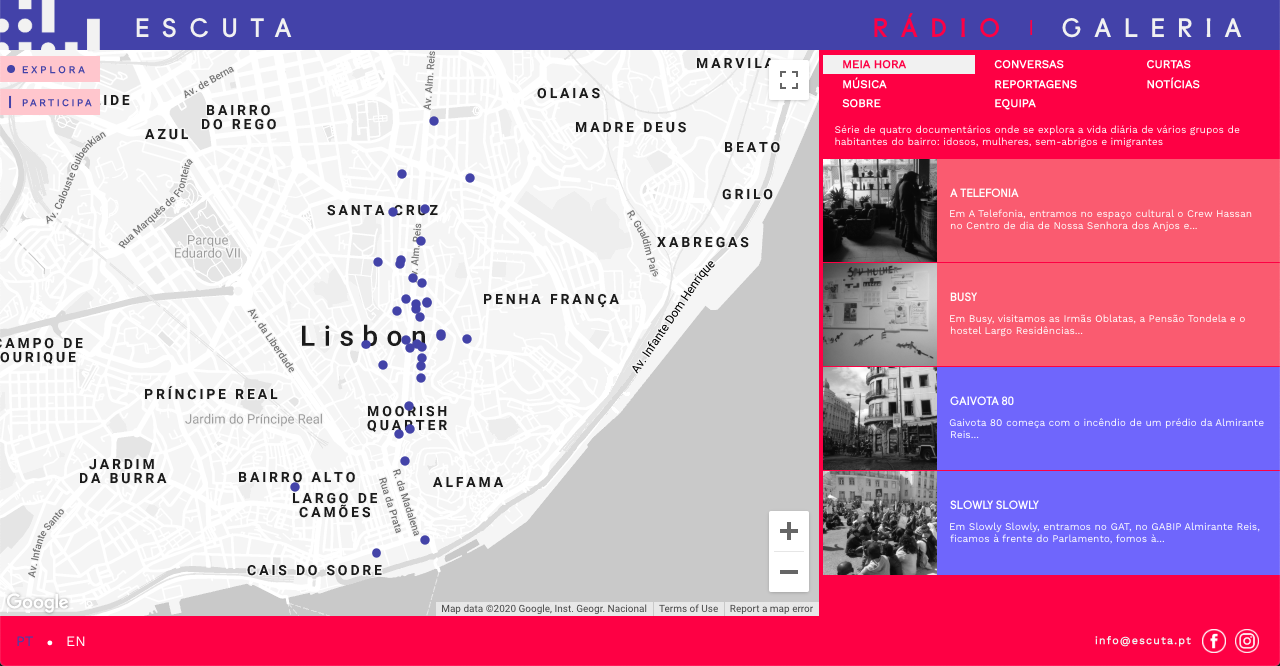 ESCUTA
RÁDIO | GALERIA
EXPLORA
PARTICIPA
IDE
Av. de Berna
BAIRRO
DO REGO
AZUL
Av. Calouste Gulbenkian
Rua Marquês de Fronteira
Parque
Eduardo VII
Av. Alm. Reis
OLAIAS
MARVILA
MADRE DEUS
BEATO
GRILO
SANTA CRUZ
Av. Alm. Reis
R. Gualdim Pais
XABREGAS
PENHA FRANÇA
Av. Infante Dom Henrique
Lisbon
Av. da Liberdade
CAMPO DE
OURIQUE
PRÍNCIPE REAL
Jardim do Príncipe Real
MOORISH
QUARTER
JARDIM
DA BURRA
BAIRRO ALTO
LARGO DE
CAMÕES
R. da Madalena
Rua da Prata
ALFAMA
Av. Infante Santo
CAIS DO SODRE
Google
Map data ©2020 Google, Inst. Geogr. Nacional
Terms of Use
Report a map error
MEIA HORA
CONVERSAS
CURTAS
MÚSICA
REPORTAGENS
NOTÍCIAS
SOBRE
EQUIPA
Série de quatro documentários onde se explora a vida diária de vários grupos de
habitantes do bairro: idosos, mulheres, sem-abrigos e imigrantes
A TELEFONIA
Em A Telefonia, entramos no espaço cultural o Crew Hassan
no Centro de dia de Nossa Senhora dos Anjos e...
BUSY
Em Busy, visitamos as Irmãs Oblatas, a Pensão Tondela e o
hostel Largo Residências...
GAIVOTA 80
Gaivota 80 começa com o incêndio de um prédio da Almirante
Reis...
SLOWLY SLOWLY
Em Slowly Slowly, entramos no GAT, no GABIP Almirante Reis,
ficamos à frente do Parlamento, fomos à...
PT • EN
info@escuta.pt